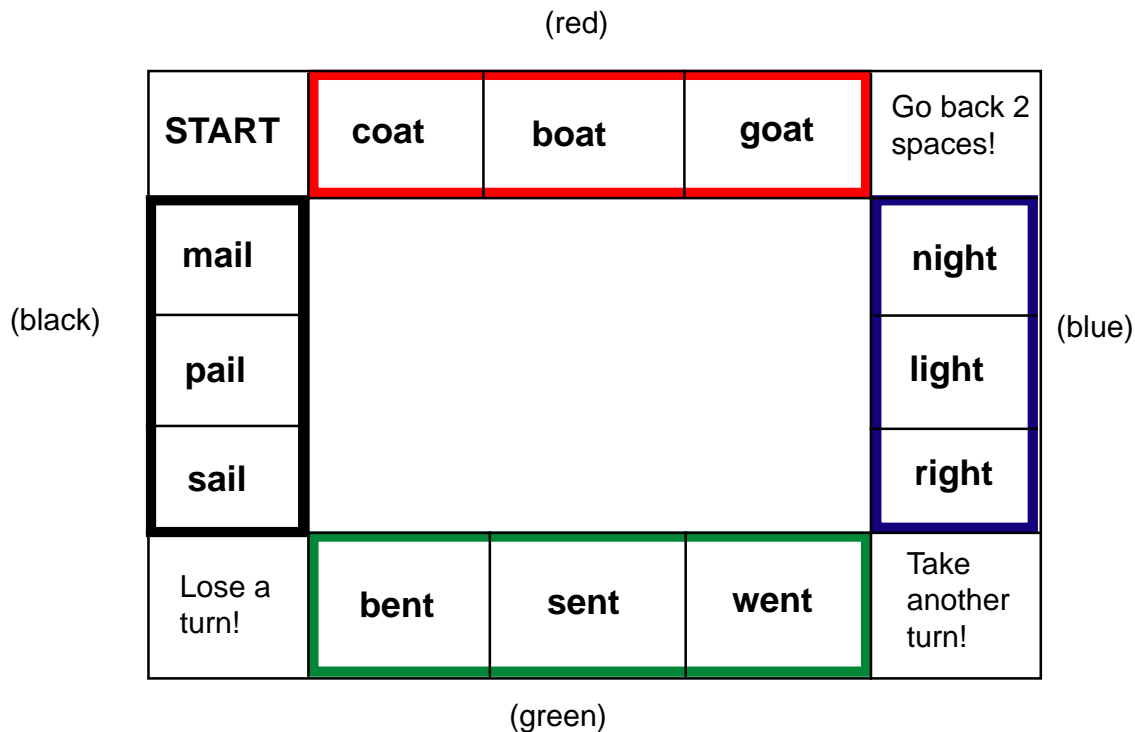 (red)
START
coat
boat
goat
Go back 2
spaces!
mail
night
(black)
(blue)
pail
light
sail
right
Lose a
turn!
bent
sent
went
Take
another
turn!
(green)